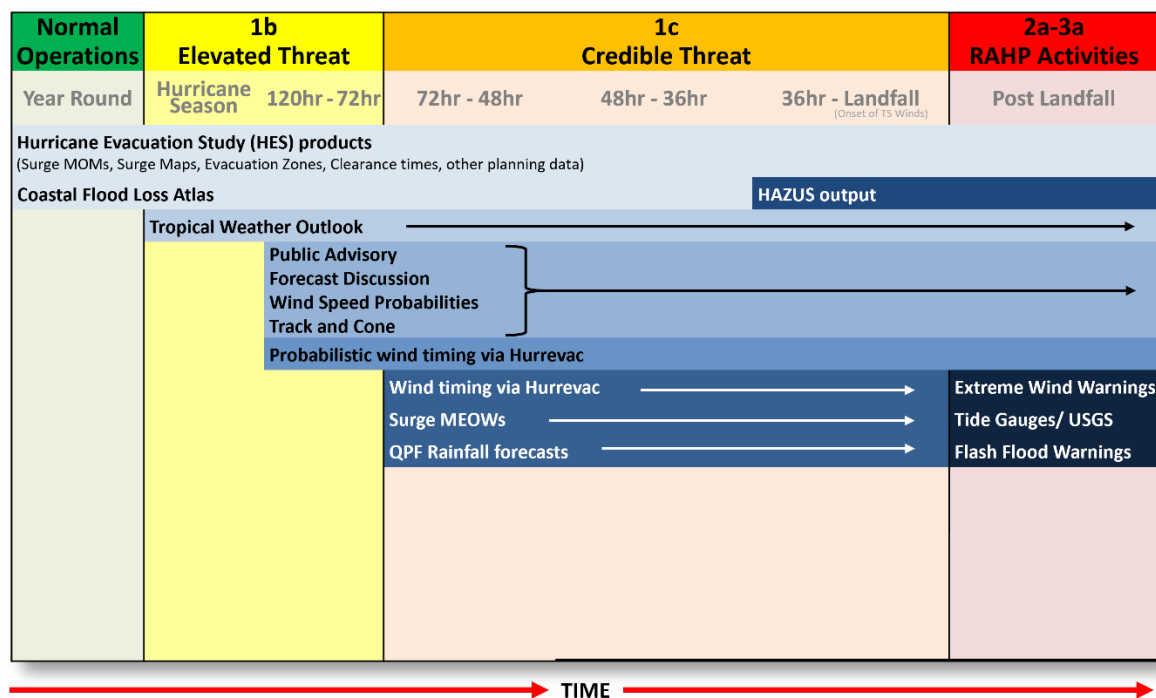 Normal
Operations
1b
Elevated Threat
1c
Credible Threat
2a-3a
RAHP Activities
Year Round
Hurricane
Season
120hr - 72hr
72hr - 48hr
48hr - 36hr
36hr - Landfall
(Onset of TS Winds)
Post Landfall
Hurricane Evacuation Study (HES) products
(Surge MOMs, Surge Maps, Evacuation Zones, Clearance times, other planning data)
Coastal Flood Loss Atlas
HAZUS output
Tropical Weather Outlook
Public Advisory
Forecast Discussion
Wind Speed Probabilities
Track and Cone
Probabilistic wind timing via Hurrevac
Wind timing via Hurrevac
Extreme Wind Warnings
Surge MEOWs
Tide Gauges/ USGS
QPF Rainfall forecasts
Flash Flood Warnings
TIME